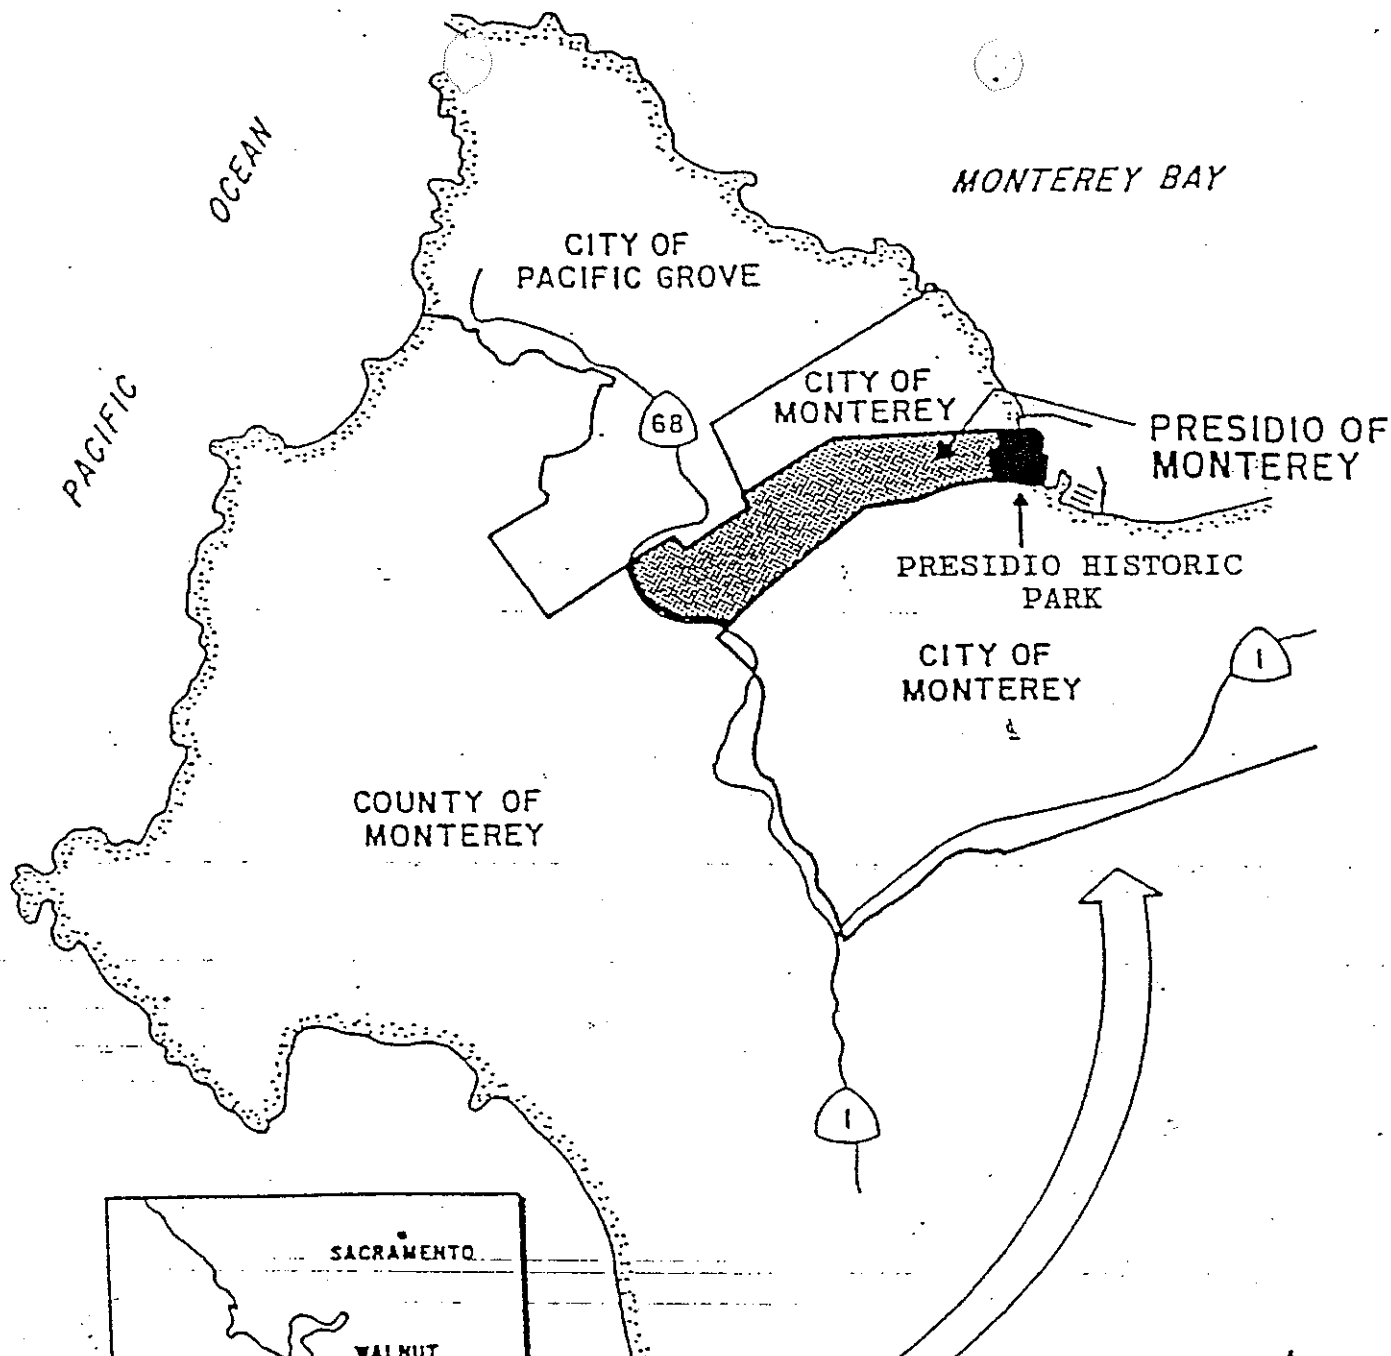 OCEAN
MONTEREY BAY
CITY OF
PACIFIC GROVE
PACIFIC
CITY OF
MONTEREY
68
PRESIDIO OF
MONTEREY
PRESIDIO HISTORIC
PARK
CITY OF
MONTEREY
1
COUNTY OF
MONTEREY
1
SACRAMENTO
WALNUT